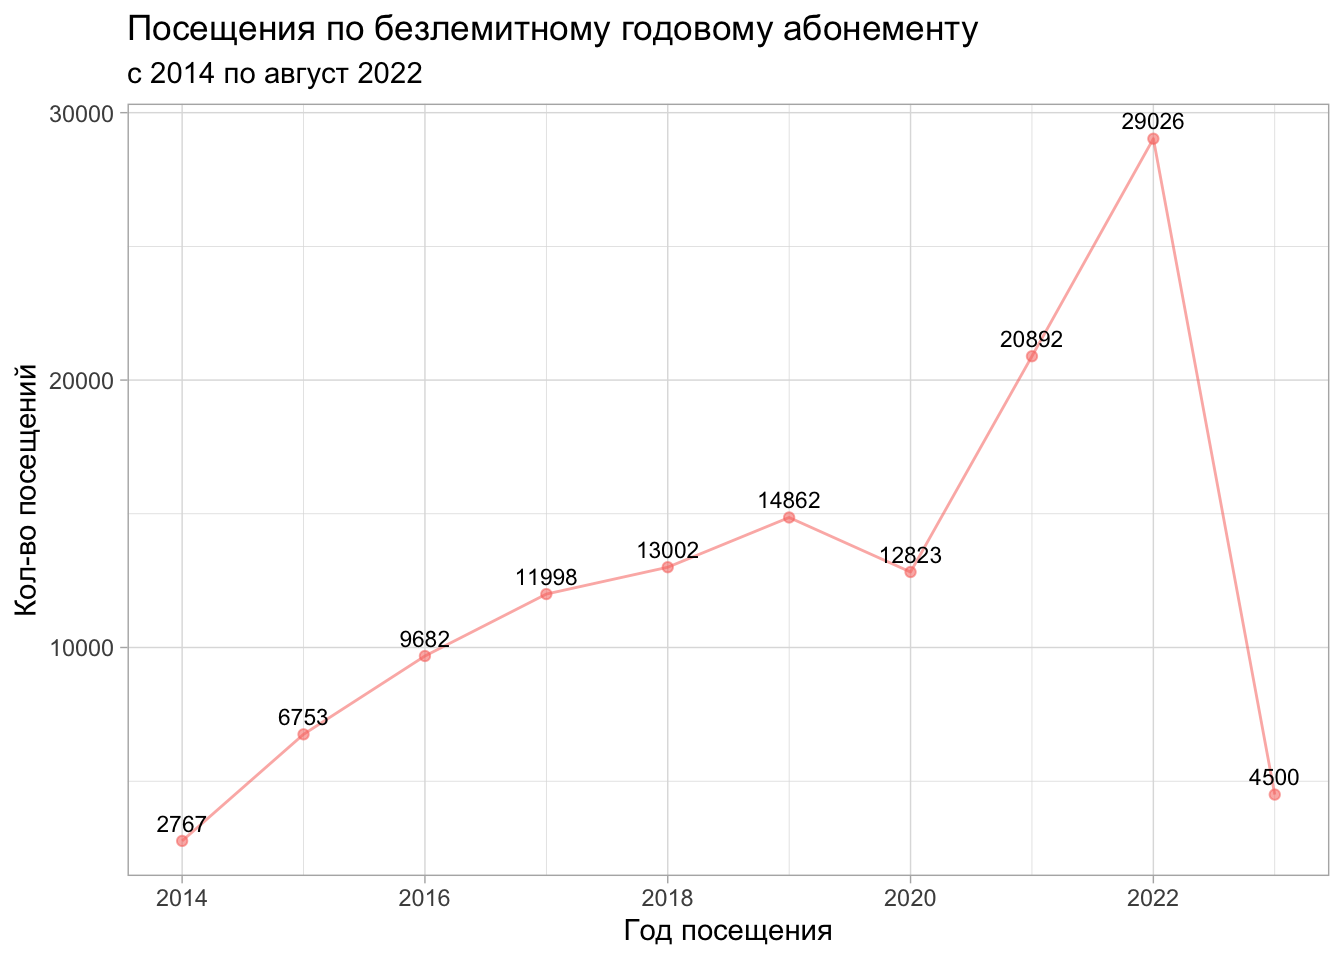 Посещения по безлемитному годовому абонементу
с 2014 по август 2022
30000
29026
20892
20000
14862
13002
12823
11998
10000
9682
6753
4500
2767
Кол-во посещений
2014 2016 2018 2020 2022
Год посещения